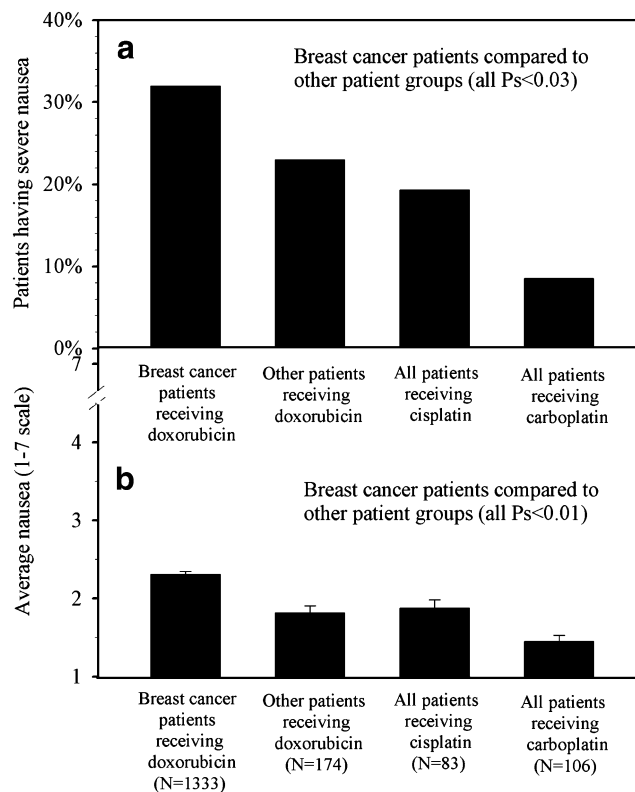 40%
a
Breast cancer patients compared to
other patient groups (all Ps<0.03)
30%
20%
10%
0%
Patients having severe nausea
Breast cancer
patients
receiving
doxorubicin
Other patients
receiving
doxorubicin
All patients
receiving
cisplatin
All patients
receiving
carboplatin
7
4
b
Breast cancer patients compared to
other patient groups (all Ps<0.01)
3
2
1
Average nausea (1-7 scale)
Breast cancer
patients
receiving
doxorubicin
(N=1333)
Other patients
receiving
doxorubicin
(N=174)
All patients
receiving
cisplatin
(N=83)
All patients
receiving
carboplatin
(N=106)